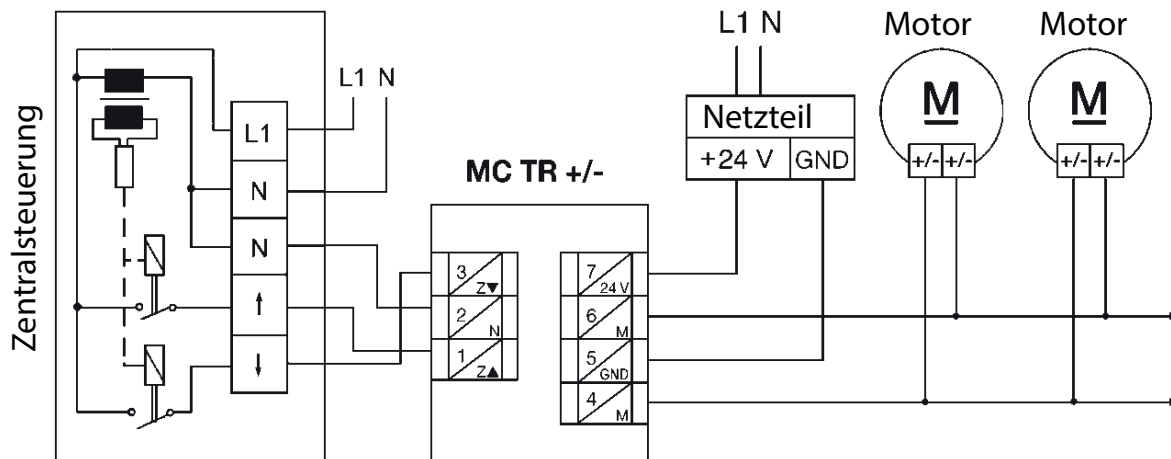 Zentralsteuerung
L1 N
L1
N
N
↑
↓
MC TR +/-
3 Z▼
2 N
1 Z▲
7 24 V
6 M
5 GND
4 M
L1 N
Netzteil
+24 V GND
Motor
M
+/- +/-
Motor
M
+/- +/-